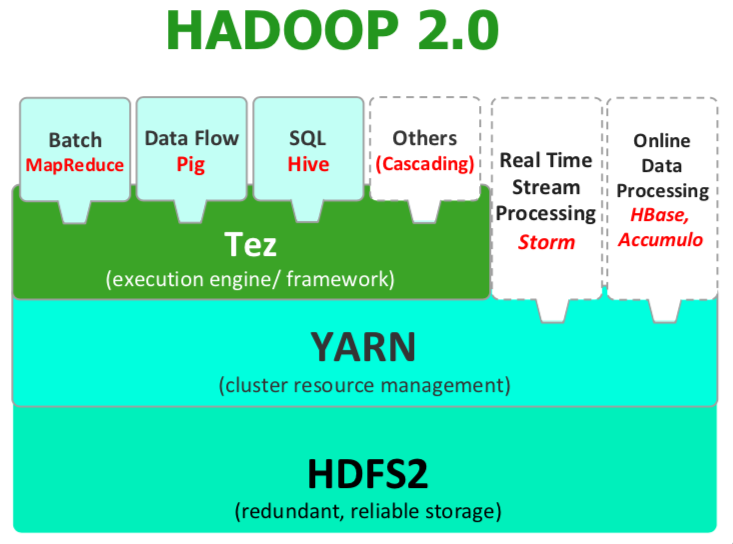 HADOOP 2.0
Batch
MapReduce
Data Flow
Pig
SQL
Hive
Others
(Cascading)
Real Time
Stream
Processing
Storm
Online
Data
Processing
HBase,
Accumulo
Tez
(execution engine/ framework)
YARN
(cluster resource management)
HDFS2
(redundant, reliable storage)